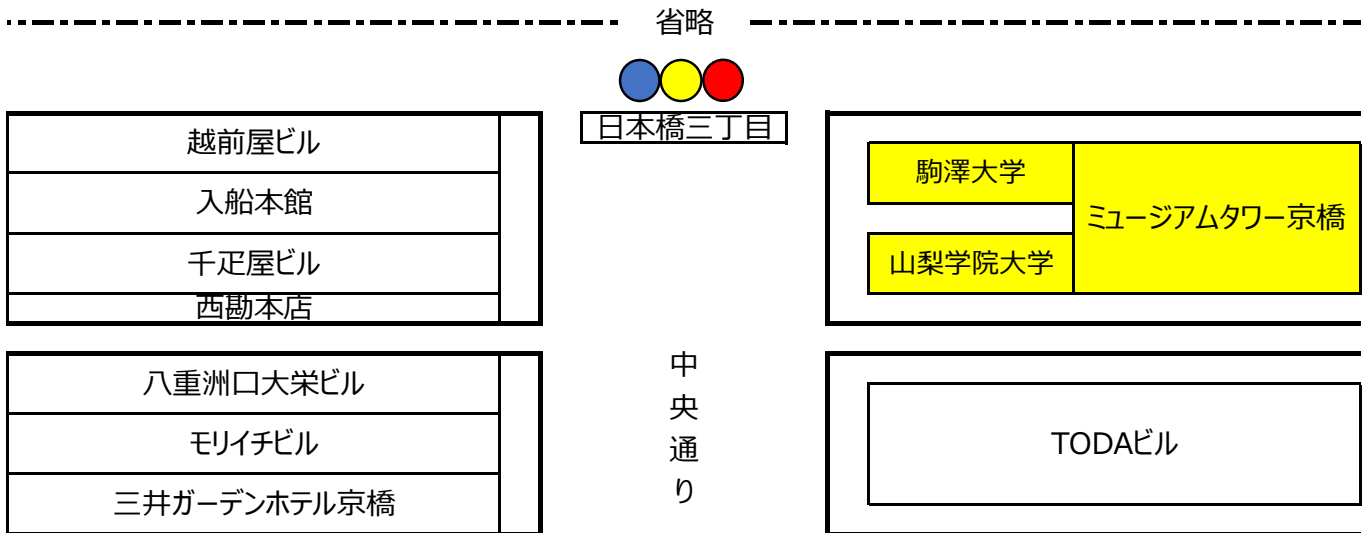 省略
日本橋三丁目
越前屋ビル
入船本館
千疋屋ビル
西勘本店
駒澤大学
山梨学院大学
ミュージアムタワー京橋
八重洲口大栄ビル
モリイチビル
三井ガーデンホテル京橋
中央通り
TODAビル